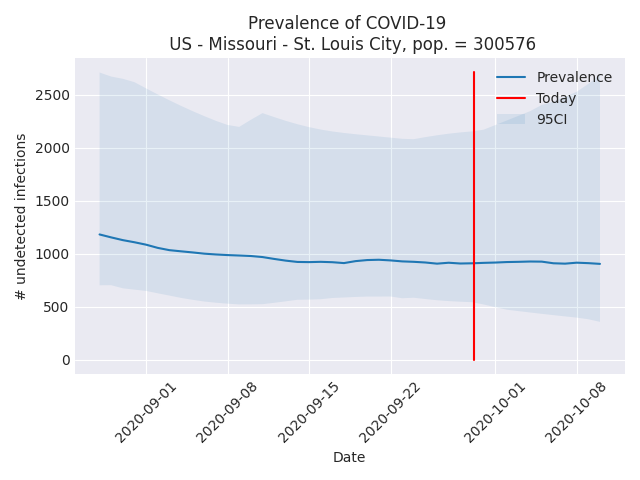 Prevalence of COVID-19
US - Missouri - St. Louis City, pop. = 300576
# undetected infections
2500
2000
1500
1000
500
0
Prevalence
Today
95CI
2020-09-01
2020-09-08
2020-09-15
2020-09-22
2020-10-01
2020-10-08
Date